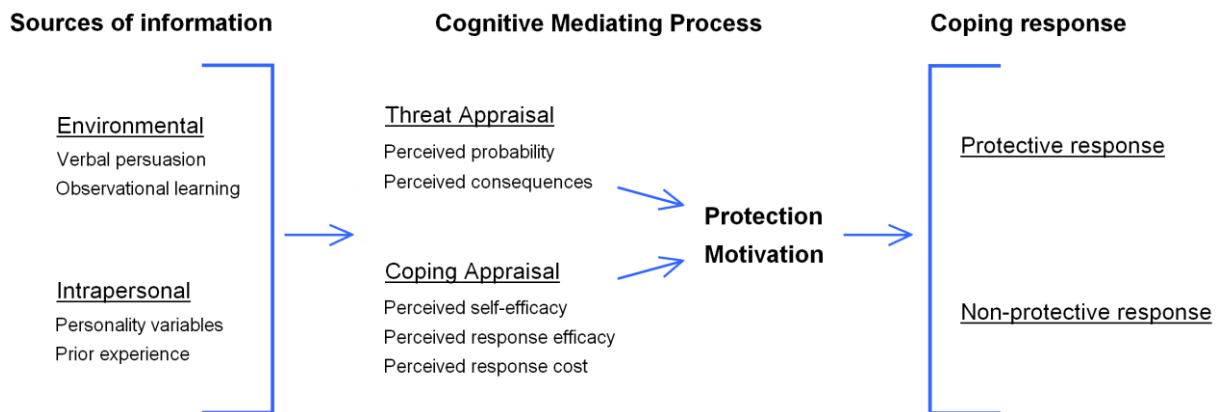 Sources of information
Cognitive Mediating Process
Coping response
Environmental
Verbal persuasion
Observational learning
Intrapersonal
Personality variables
Prior experience
Threat Appraisal
Perceived probability
Perceived consequences
Coping Appraisal
Perceived self-efficacy
Perceived response efficacy
Perceived response cost
Protection
Motivation
Protective response
Non-protective response